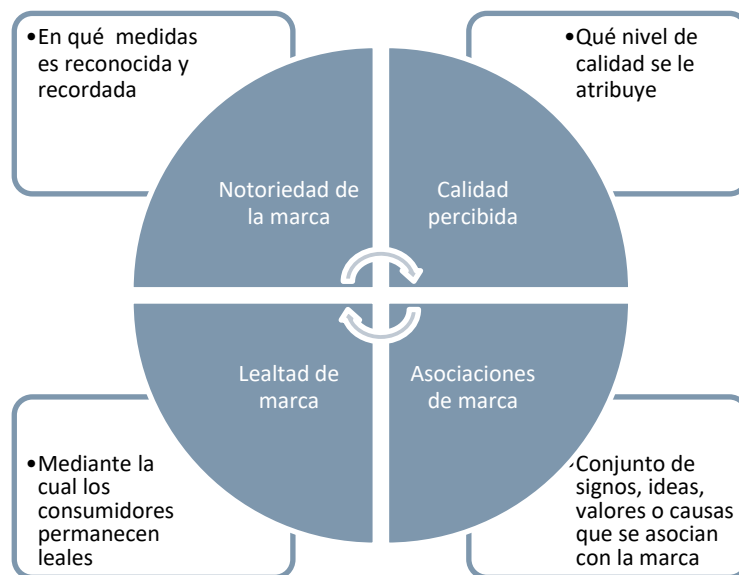 •En qué medidas
es reconocida y
recordada
•Qué nivel de
calidad se le
atribuye
Notoriedad de
la marca
Calidad
percibida
Lealtad de
marca
Asociaciones
de marca
•Mediante la
cual los
consumidores
permanecen
leales
•Conjunto de
signos, ideas,
valores o causas
que se asocian
con la marca